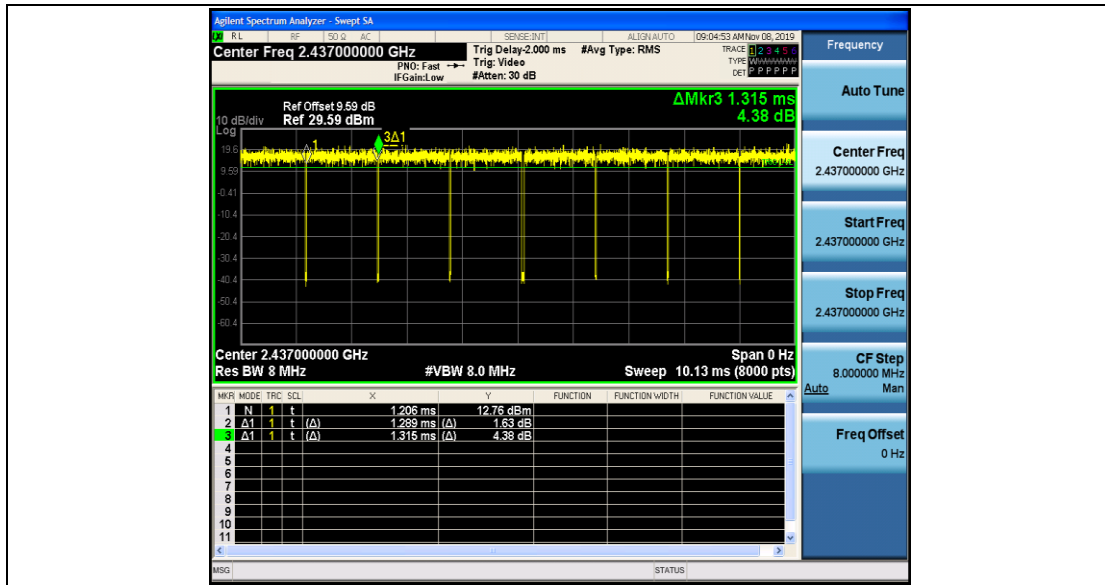 Agilent Spectrum Analyzer - Swept SA
LXI RL RF 50 Ω AC SENSE:INT ALIGN AUTO 09:04:53 AM Nov 08, 2019
Center Freq 2.437000000 GHz
PNO: Fast
IFGain:Low
Trig Delay-2.000 ms
Trig: Video
#Atten: 30 dB
#Avg Type: RMS
TRACE 1 2 3 4 5 6
TYPE WWWWWW
DET P P P P P P
ΔMkr3 1.315 ms
4.38 dB
Ref Offset 9.59 dB
10 dB/div Ref 29.59 dBm
Log
1
3Δ1
19.6
9.59
-0.41
-10.4
-20.4
-30.4
-40.4
-50.4
-60.4
Center 2.437000000 GHz Span 0 Hz
Res BW 8 MHz #VBW 8.0 MHz Sweep 10.13 ms (8000 pts)
MKR MODE TRC SCL X Y FUNCTION FUNCTION WIDTH FUNCTION VALUE
1 N 1 t 1.206 ms 12.76 dBm
2 Δ1 1 t (Δ) 1.289 ms (Δ) 1.63 dB
3 Δ1 1 t (Δ) 1.315 ms (Δ) 4.38 dB
4
5
6
7
8
9
10
11
MSG STATUS
Frequency
Auto Tune
Center Freq
2.437000000 GHz
Start Freq
2.437000000 GHz
Stop Freq
2.437000000 GHz
CF Step
8.000000 MHz
Auto Man
Freq Offset
0 Hz